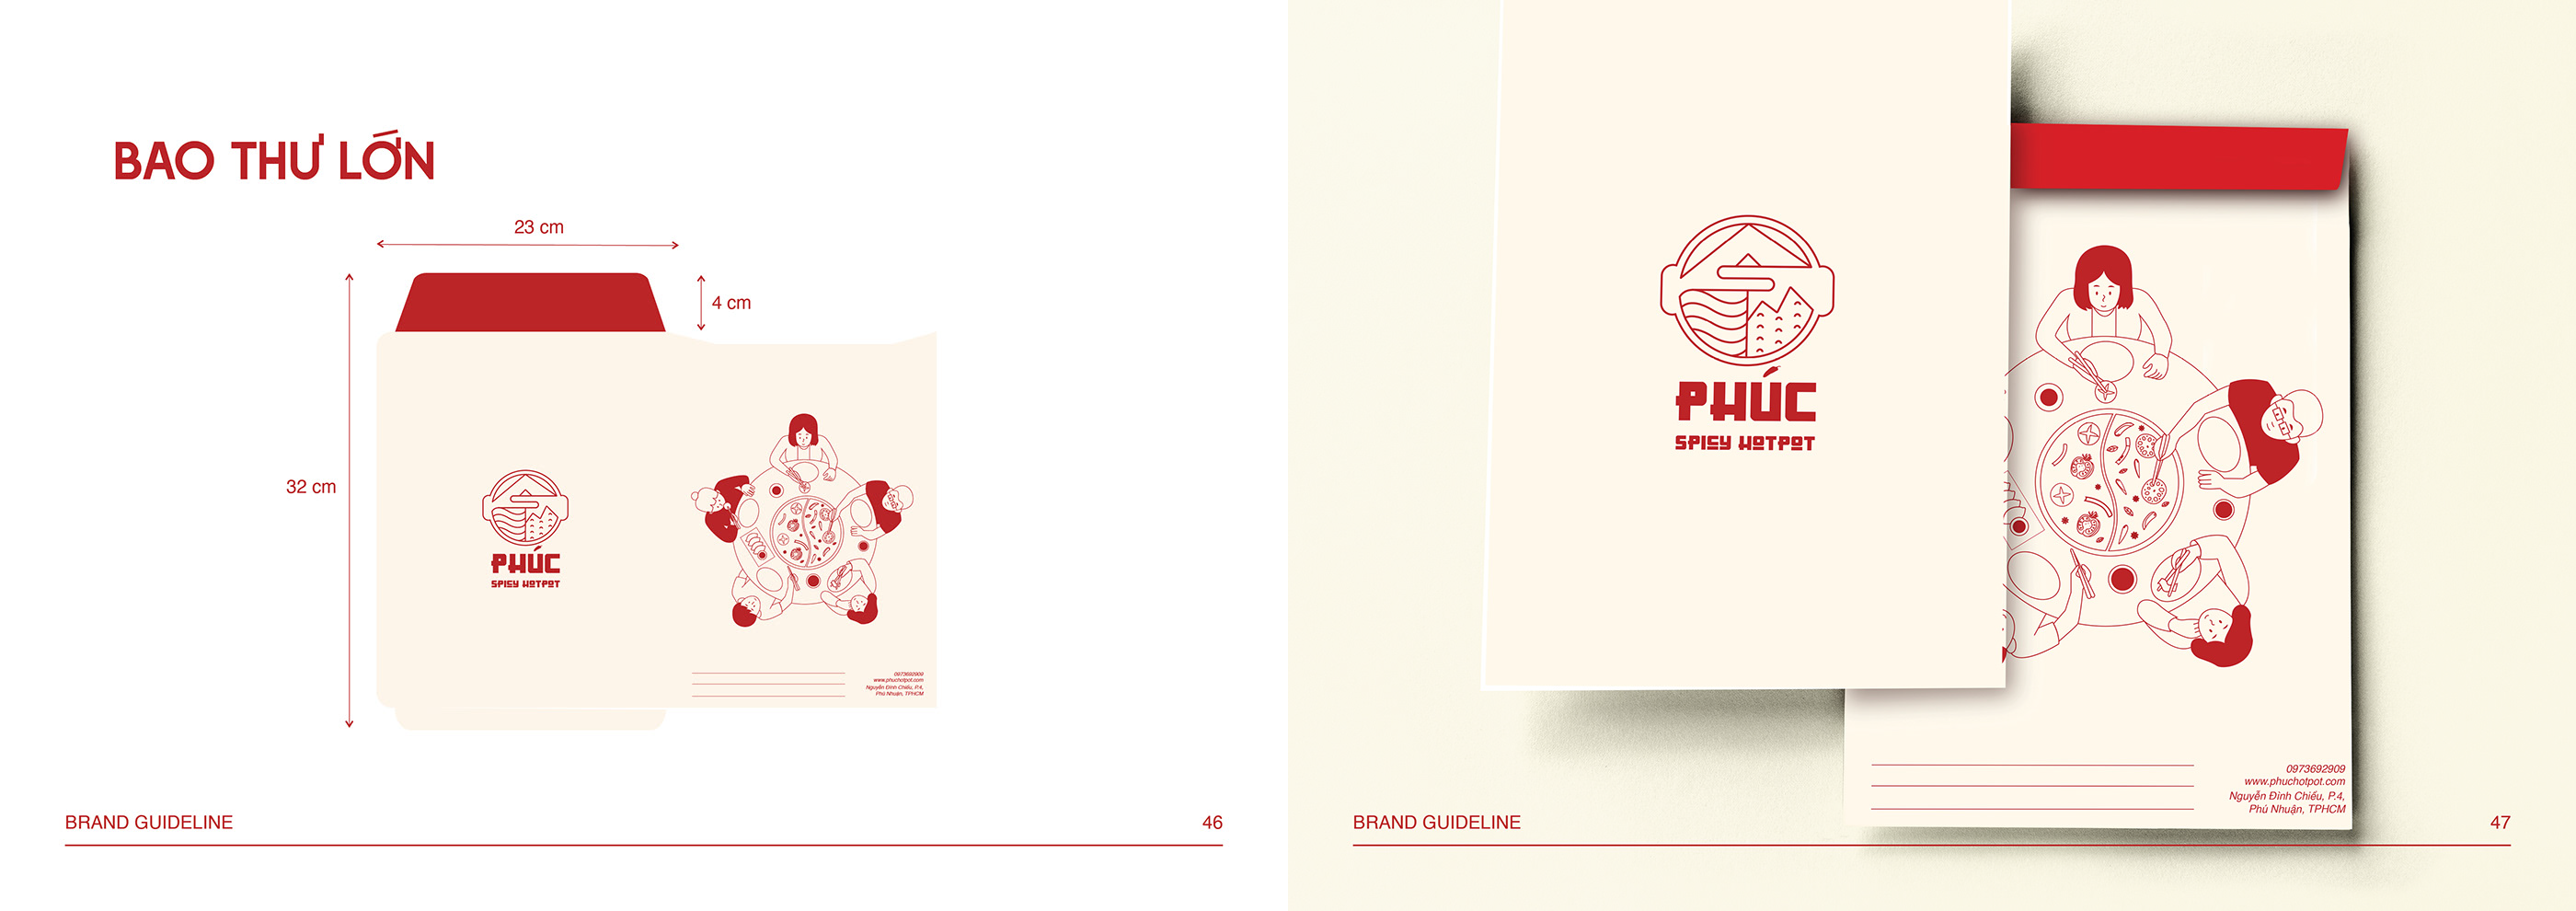 BAO THƯ LỚN
23 cm
4 cm
32 cm
PHÚC
SPICY HOTPOT
0973692909
www.phuchotpot.com
Nguyễn Đình Chiểu, P.4,
Phú Nhuận, TPHCM
BRAND GUIDELINE
46
PHÚC
SPICY HOTPOT
0973692909
www.phuchotpot.com
Nguyễn Đình Chiểu, P.4,
Phú Nhuận, TPHCM
BRAND GUIDELINE
47